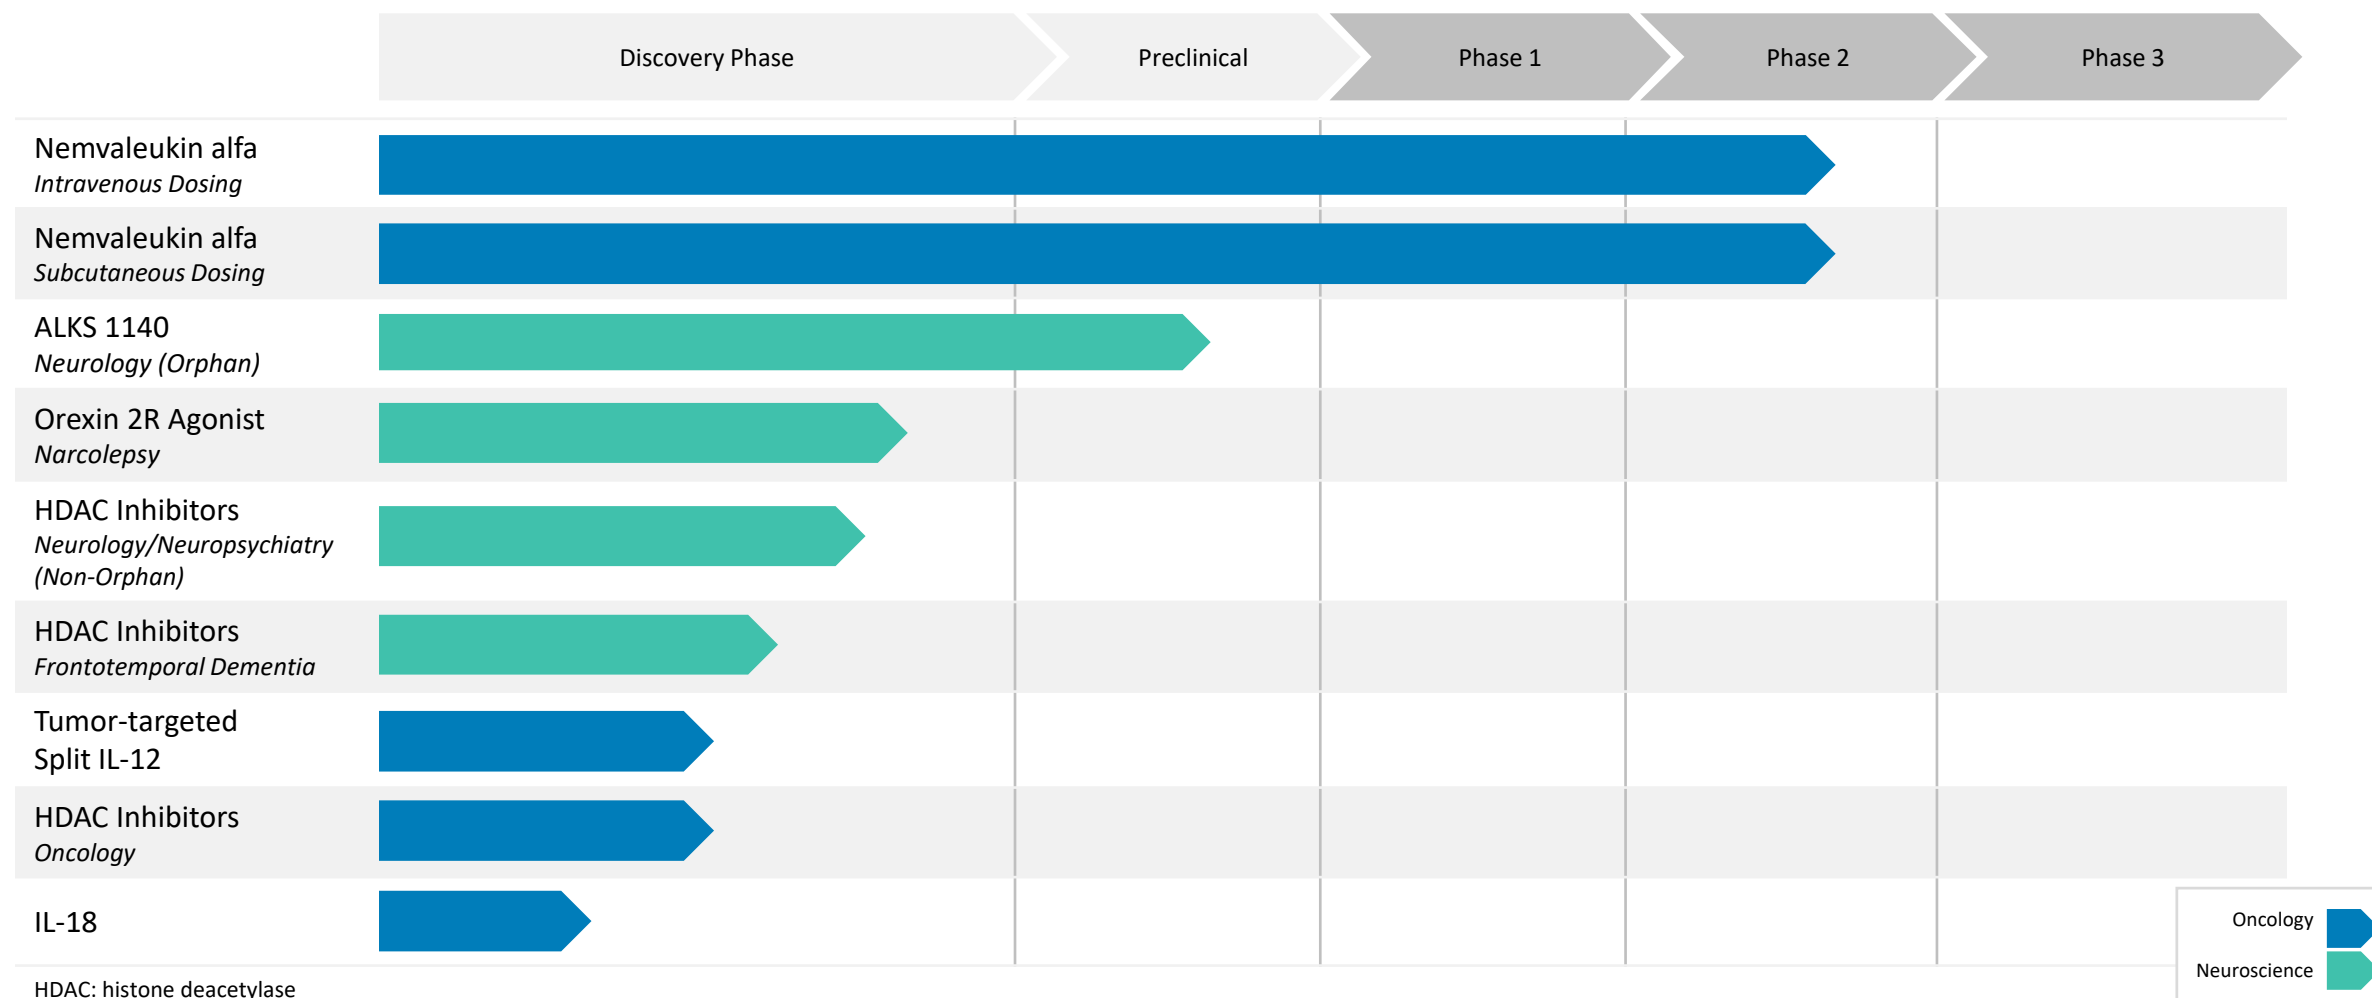 Discovery Phase
Preclinical
Phase 1
Phase 2
Phase 3
Nemvaleukin alfa
Intravenous Dosing
Nemvaleukin alfa
Subcutaneous Dosing
ALKS 1140
Neurology (Orphan)
Orexin 2R Agonist
Narcolepsy
HDAC Inhibitors
Neurology/Neuropsychiatry
(Non-Orphan)
HDAC Inhibitors
Frontotemporal Dementia
Tumor-targeted
Split IL-12
HDAC Inhibitors
Oncology
IL-18
Oncology
Neuroscience
HDAC: histone deacetylase